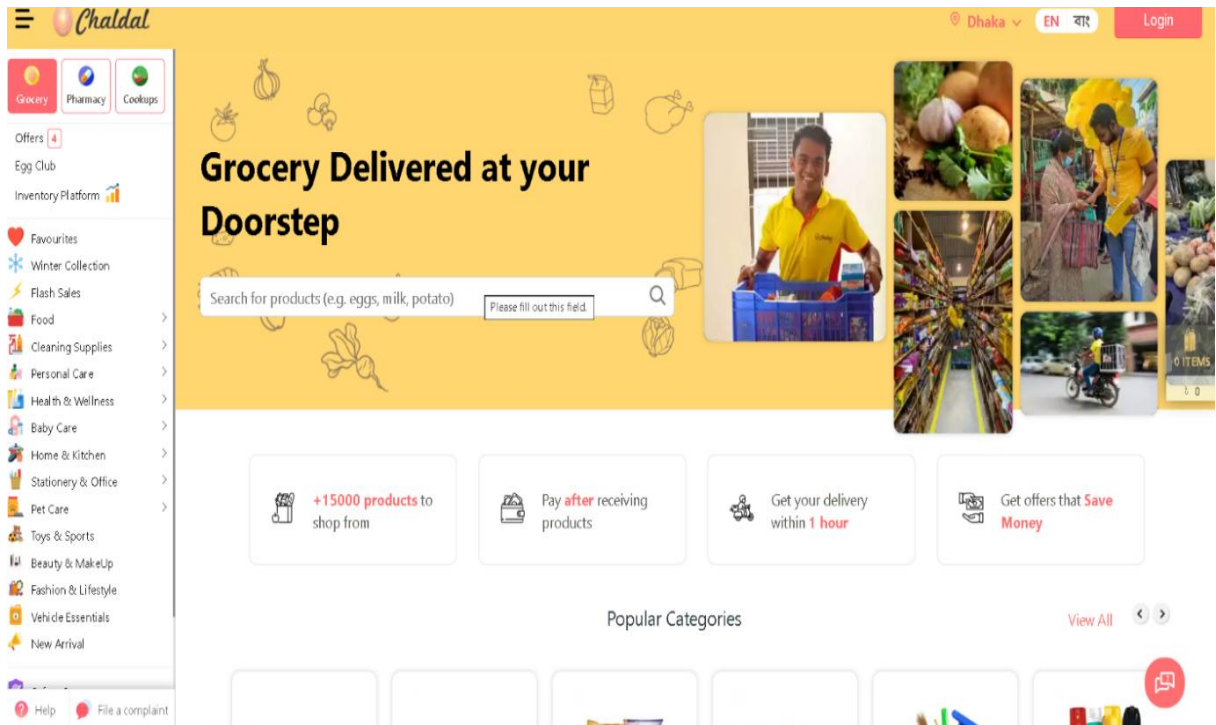 Chaldal
Dhaka
EN বাং
Login
Grocery
Pharmacy
Cookups
Offers 4
Egg Club
Inventory Platform
Favourites
Winter Collection
Flash Sales
Food
Cleaning Supplies
Personal Care
Health & Wellness
Baby Care
Home & Kitchen
Stationery & Office
Pet Care
Toys & Sports
Beauty & MakeUp
Fashion & Lifestyle
Vehicle Essentials
New Arrival
Help
File a complaint
Grocery Delivered at your
Doorstep
Search for products (e.g. eggs, milk, potato)
Please fill out this field.
0 ITEMS
৳ 0
+15000 products to
shop from
Pay after receiving
products
Get your delivery
within 1 hour
Get offers that Save
Money
Popular Categories
View All